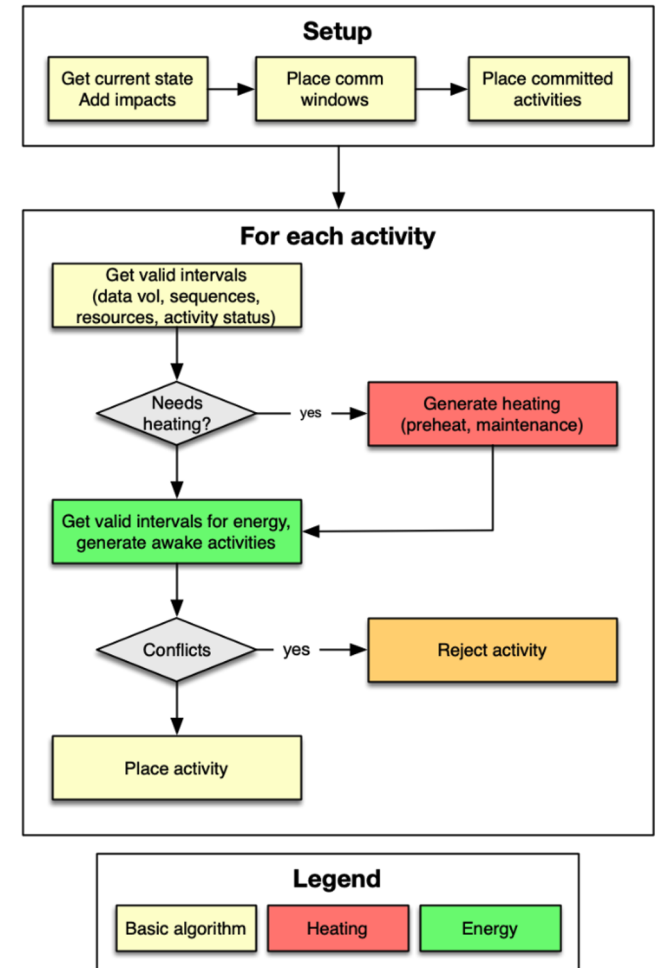 Setup
Get current state
Add impacts
Place comm
windows
Place committed
activities
For each activity
Get valid intervals
(data vol, sequences,
resources, activity status)
Needs
heating?
yes
Generate heating
(preheat, maintenance)
Get valid intervals for energy,
generate awake activities
Conflicts
yes
Reject activity
Place activity
Legend
Basic algorithm
Heating
Energy